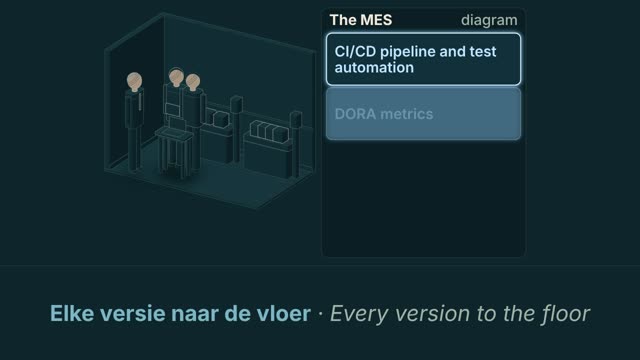 The MES diagram
CI/CD pipeline and test
automation
DORA metrics
Elke versie naar de vloer · Every version to the floor